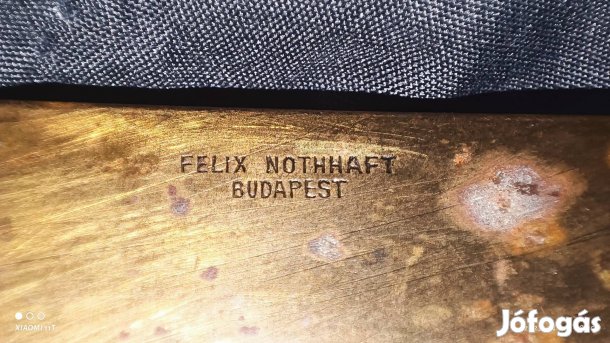 FELIX NOTHHAFT
BUDAPEST
XIAOMI 11T
Jófogás